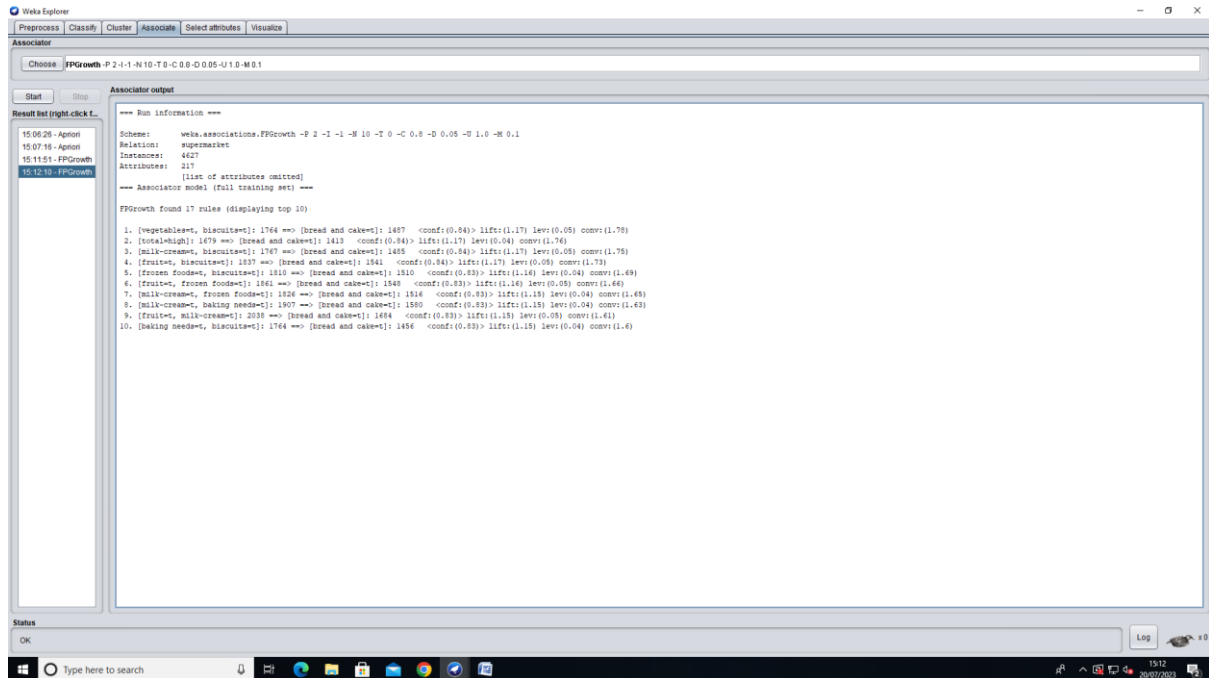 Weka Explorer
Preprocess Classify Cluster Associate Select attributes Visualize
Associator
Choose FPGrowth -P 2 -I -1 -N 10 -T 0 -C 0.8 -D 0.05 -U 1.0 -M 0.1
Start Stop
Associator output
Result list (right-click f...
15:06:26 - Apriori
15:07:16 - Apriori
15:11:51 - FPGrowth
15:12:10 - FPGrowth
=== Run information ===
Scheme: weka.associations.FPGrowth -P 2 -I -1 -N 10 -T 0 -C 0.8 -D 0.05 -U 1.0 -M 0.1
Relation: supermarket
Instances: 4627
Attributes: 217
[list of attributes omitted]
=== Associator model (full training set) ===
FPGrowth found 17 rules (displaying top 10)
1. [vegetables=t, biscuits=t]: 1764 ==> [bread and cake=t]: 1487 <conf:(0.84)> lift:(1.17) lev:(0.05) conv:(1.78)
2. [total=high]: 1679 ==> [bread and cake=t]: 1413 <conf:(0.84)> lift:(1.17) lev:(0.04) conv:(1.76)
3. [milk-cream=t, biscuits=t]: 1767 ==> [bread and cake=t]: 1485 <conf:(0.84)> lift:(1.17) lev:(0.05) conv:(1.75)
4. [fruit=t, biscuits=t]: 1837 ==> [bread and cake=t]: 1541 <conf:(0.84)> lift:(1.17) lev:(0.05) conv:(1.73)
5. [frozen foods=t, biscuits=t]: 1810 ==> [bread and cake=t]: 1510 <conf:(0.83)> lift:(1.16) lev:(0.04) conv:(1.69)
6. [fruit=t, frozen foods=t]: 1861 ==> [bread and cake=t]: 1548 <conf:(0.83)> lift:(1.16) lev:(0.05) conv:(1.66)
7. [milk-cream=t, frozen foods=t]: 1826 ==> [bread and cake=t]: 1516 <conf:(0.83)> lift:(1.15) lev:(0.04) conv:(1.65)
8. [milk-cream=t, baking needs=t]: 1907 ==> [bread and cake=t]: 1580 <conf:(0.83)> lift:(1.15) lev:(0.04) conv:(1.63)
9. [fruit=t, milk-cream=t]: 2038 ==> [bread and cake=t]: 1684 <conf:(0.83)> lift:(1.15) lev:(0.05) conv:(1.61)
10. [baking needs=t, biscuits=t]: 1764 ==> [bread and cake=t]: 1456 <conf:(0.83)> lift:(1.15) lev:(0.04) conv:(1.6)
Status
OK
Log x 0
Type here to search
15:12
20/07/2023